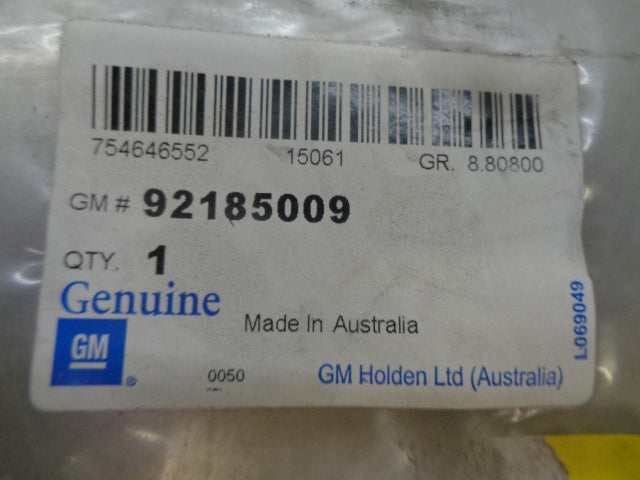 754646552 15061 GR. 8.80800
GM # 92185009
QTY. 1
Genuine
Made In Australia
GM ®
0050
GM Holden Ltd (Australia)
L069049